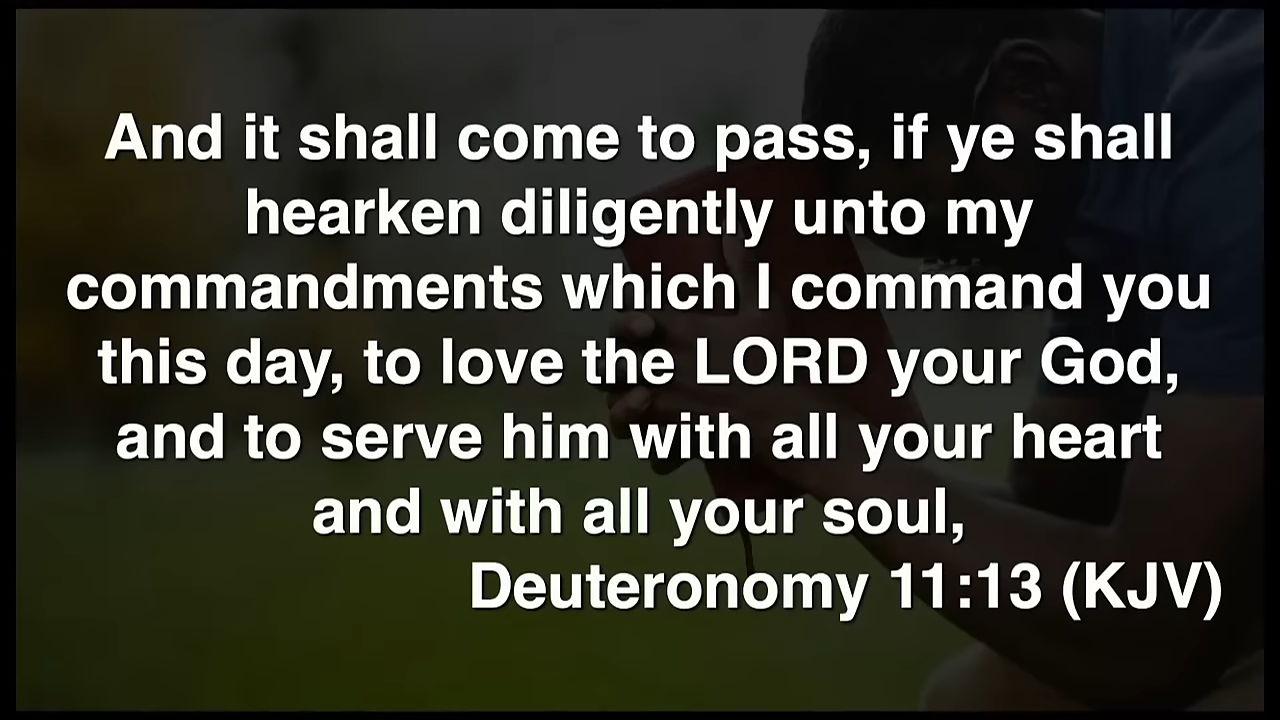 And it shall come to pass, if ye shall
hearken diligently unto my
commandments which I command you
this day, to love the LORD your God,
and to serve him with all your heart
and with all your soul,
Deuteronomy 11:13 (KJV)